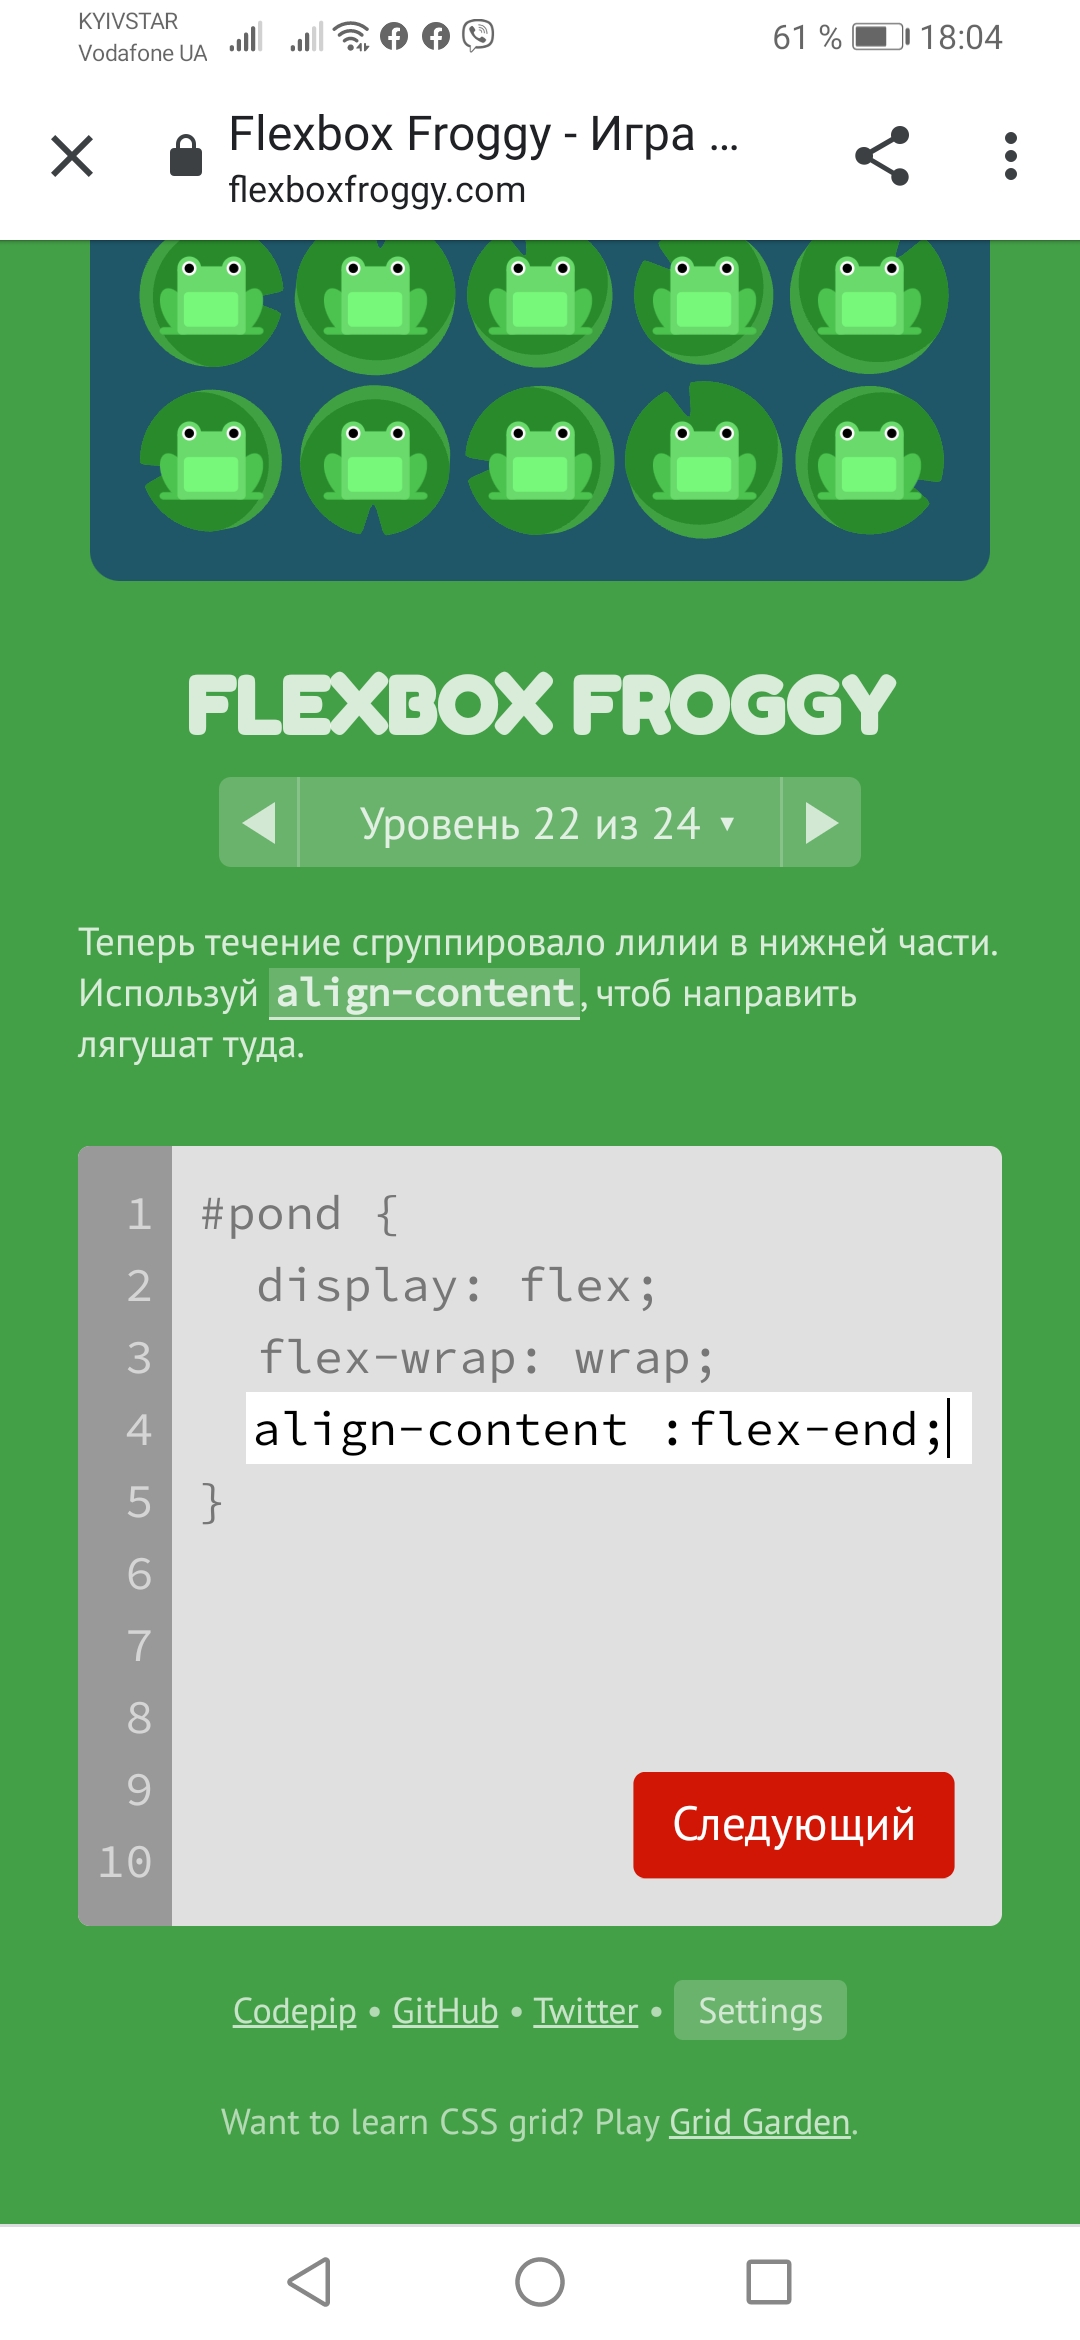 KYIVSTAR
Vodafone UA
61 %
18:04
Flexbox Froggy - Игра ...
flexboxfroggy.com
FLEXBOX FROGGY
Уровень 22 из 24 ▾
Теперь течение сгруппировало лилии в нижней части.
Используй align-content, чтоб направить
лягушат туда.
1 #pond {
2 display: flex;
3 flex-wrap: wrap;
4 align-content :flex-end;
5 }
6
7
8
9
10
Следующий
Codepip • GitHub • Twitter • Settings
Want to learn CSS grid? Play Grid Garden.